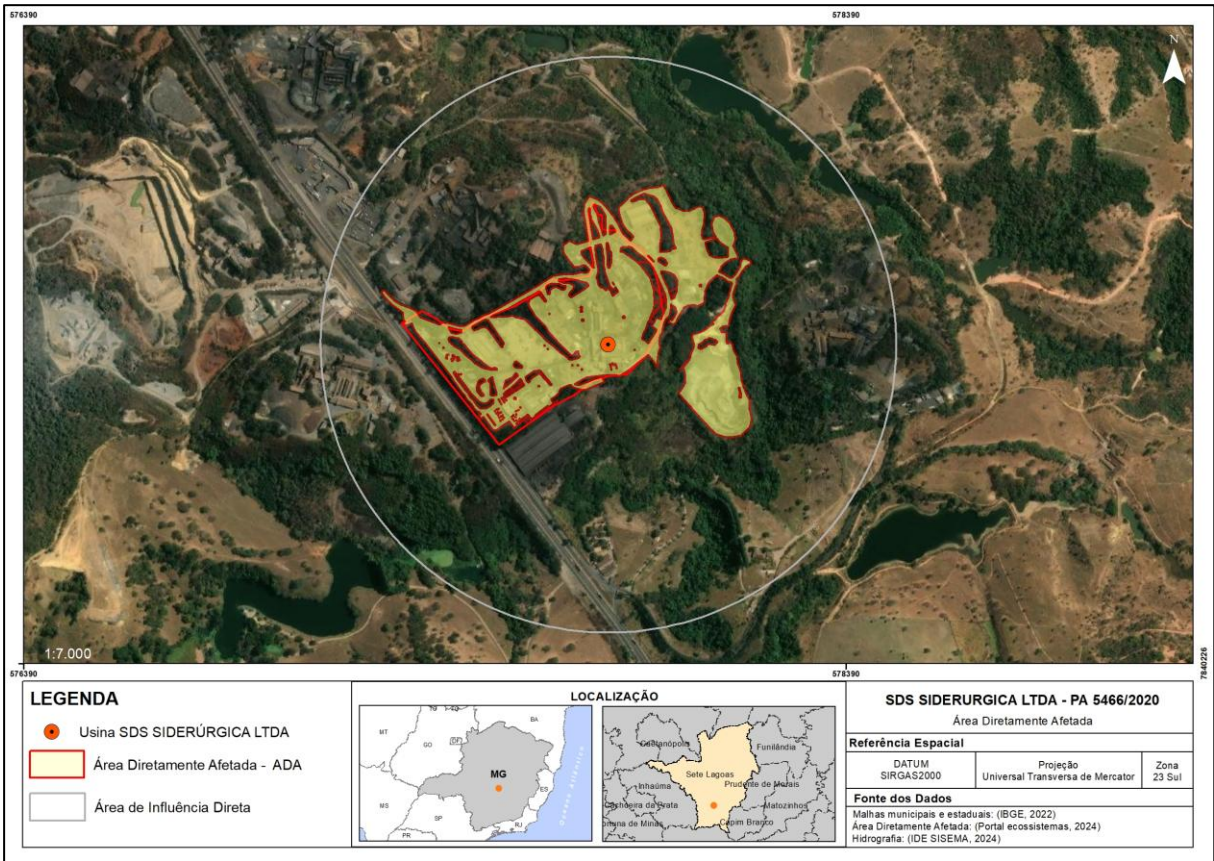 576390
578390
N
1:7.000
576390
578390
7840226
LEGENDA
Usina SDS SIDERÚRGICA LTDA
Área Diretamente Afetada - ADA
Área de Influência Direta
LOCALIZAÇÃO
BA
MT
GO
DF
MG
ES
MS
SP
RJ
PR
Oceano Atlântico
Caetanópolis
Funilândia
Sete Lagoas
Inhaúma
Prudente de Morais
Cachoeira da Prata
Matozinhos
Capim Branco
SDS SIDERURGICA LTDA - PA 5466/2020
Área Diretamente Afetada
Referência Espacial
DATUM
SIRGAS2000
Projeção
Universal Transversa de Mercator
Zona
23 Sul
Fonte dos Dados
Malhas municipais e estaduais: (IBGE, 2022)
Área Diretamente Afetada: (Portal ecossistemas, 2024)
Hidrografia: (IDE SISEMA, 2024)